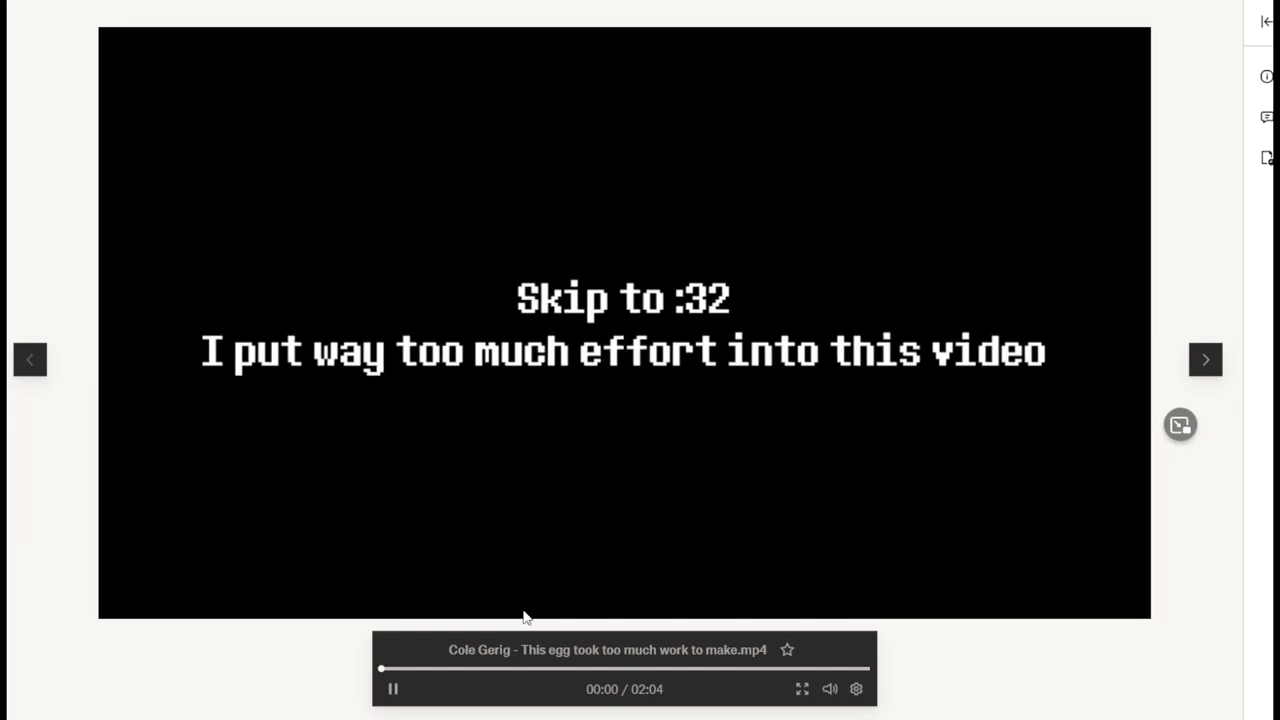 Skip to :32
I put way too much effort into this video
Cole Gerig - This egg took too much work to make.mp4
00:00 / 02:04